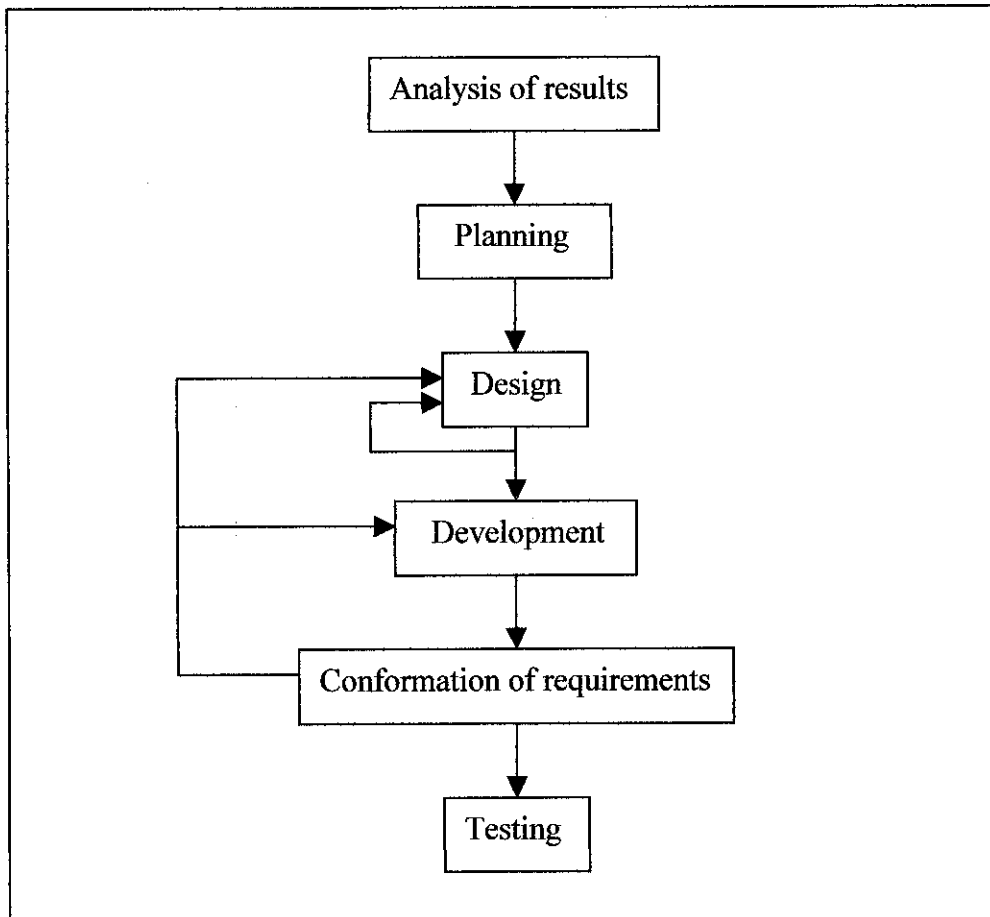 Analysis of results
Planning
Design
Development
Conformation of requirements
Testing